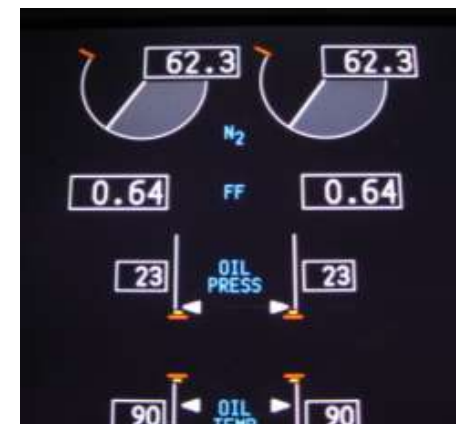 62.3 62.3
N2
0.64 FF 0.64
OIL
23 PRESS 23
90 OIL 90
TEMP